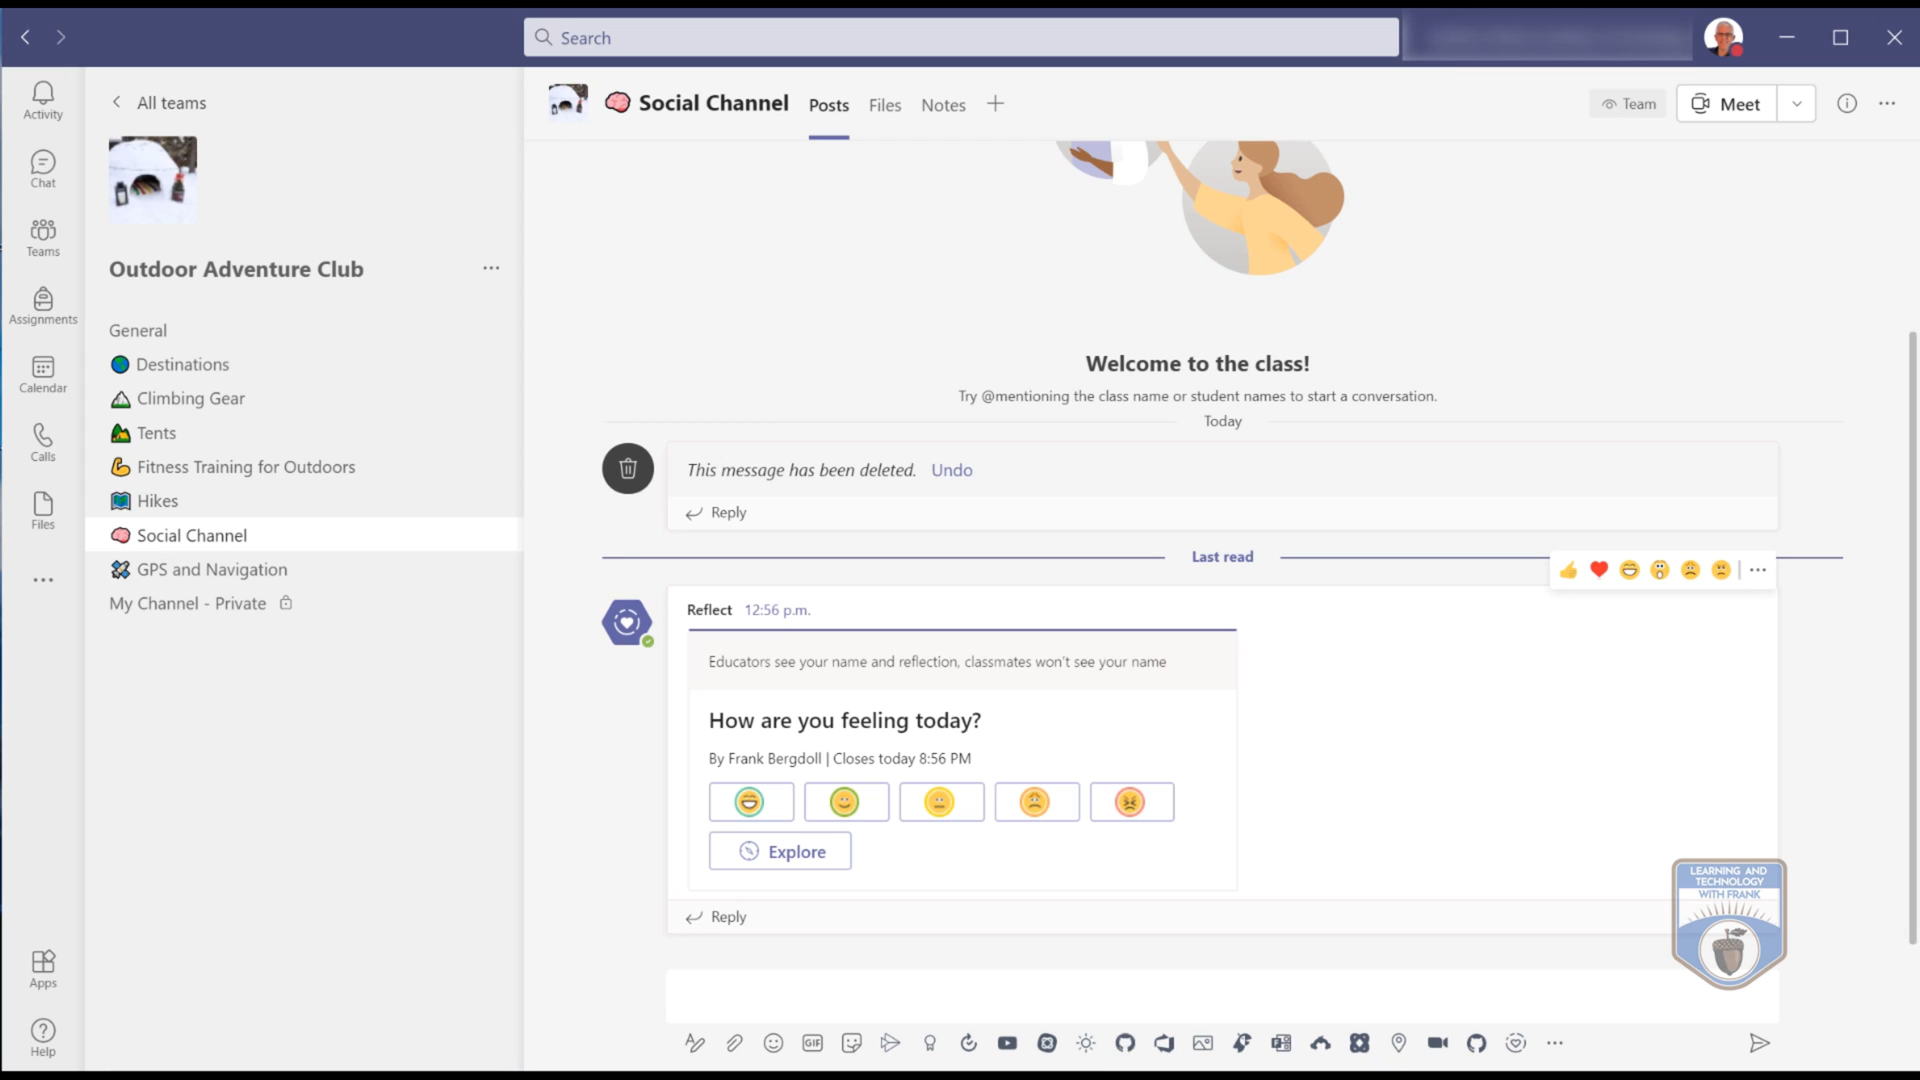 Search
Activity
Chat
Teams
Assignments
Calendar
Calls
Files
Apps
Help
All teams
Outdoor Adventure Club
General
Destinations
Climbing Gear
Tents
Fitness Training for Outdoors
Hikes
Social Channel
GPS and Navigation
My Channel - Private
Social Channel
Posts
Files
Notes
Team
Meet
Welcome to the class!
Try @mentioning the class name or student names to start a conversation.
Today
This message has been deleted. Undo
Reply
Last read
Reflect 12:56 p.m.
Educators see your name and reflection, classmates won't see your name
How are you feeling today?
By Frank Bergdoll | Closes today 8:56 PM
Explore
Reply
LEARNING AND
TECHNOLOGY
WITH FRANK
GIF